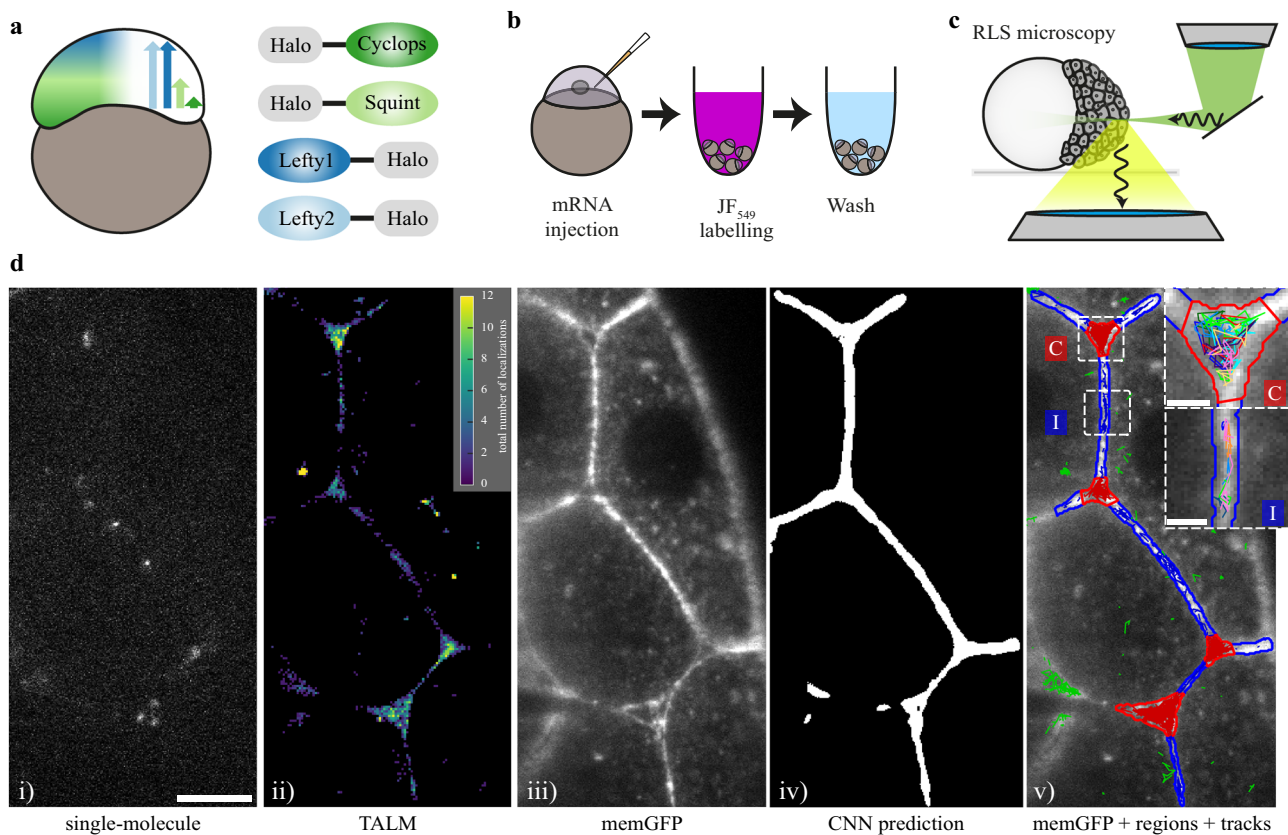 a
Halo Cyclops
Halo Squint
Lefty1 Halo
Lefty2 Halo
b
mRNA
injection
JF549
labelling
Wash
c
RLS microscopy
d
12
10
8
6
4
2
0
total number of localizations
C
I
C
I
i)
ii)
iii)
iv)
v)
single-molecule
TALM
memGFP
CNN prediction
memGFP + regions + tracks